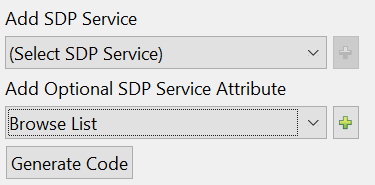 Add SDP Service
(Select SDP Service)
Add Optional SDP Service Attribute
Browse List
Generate Code